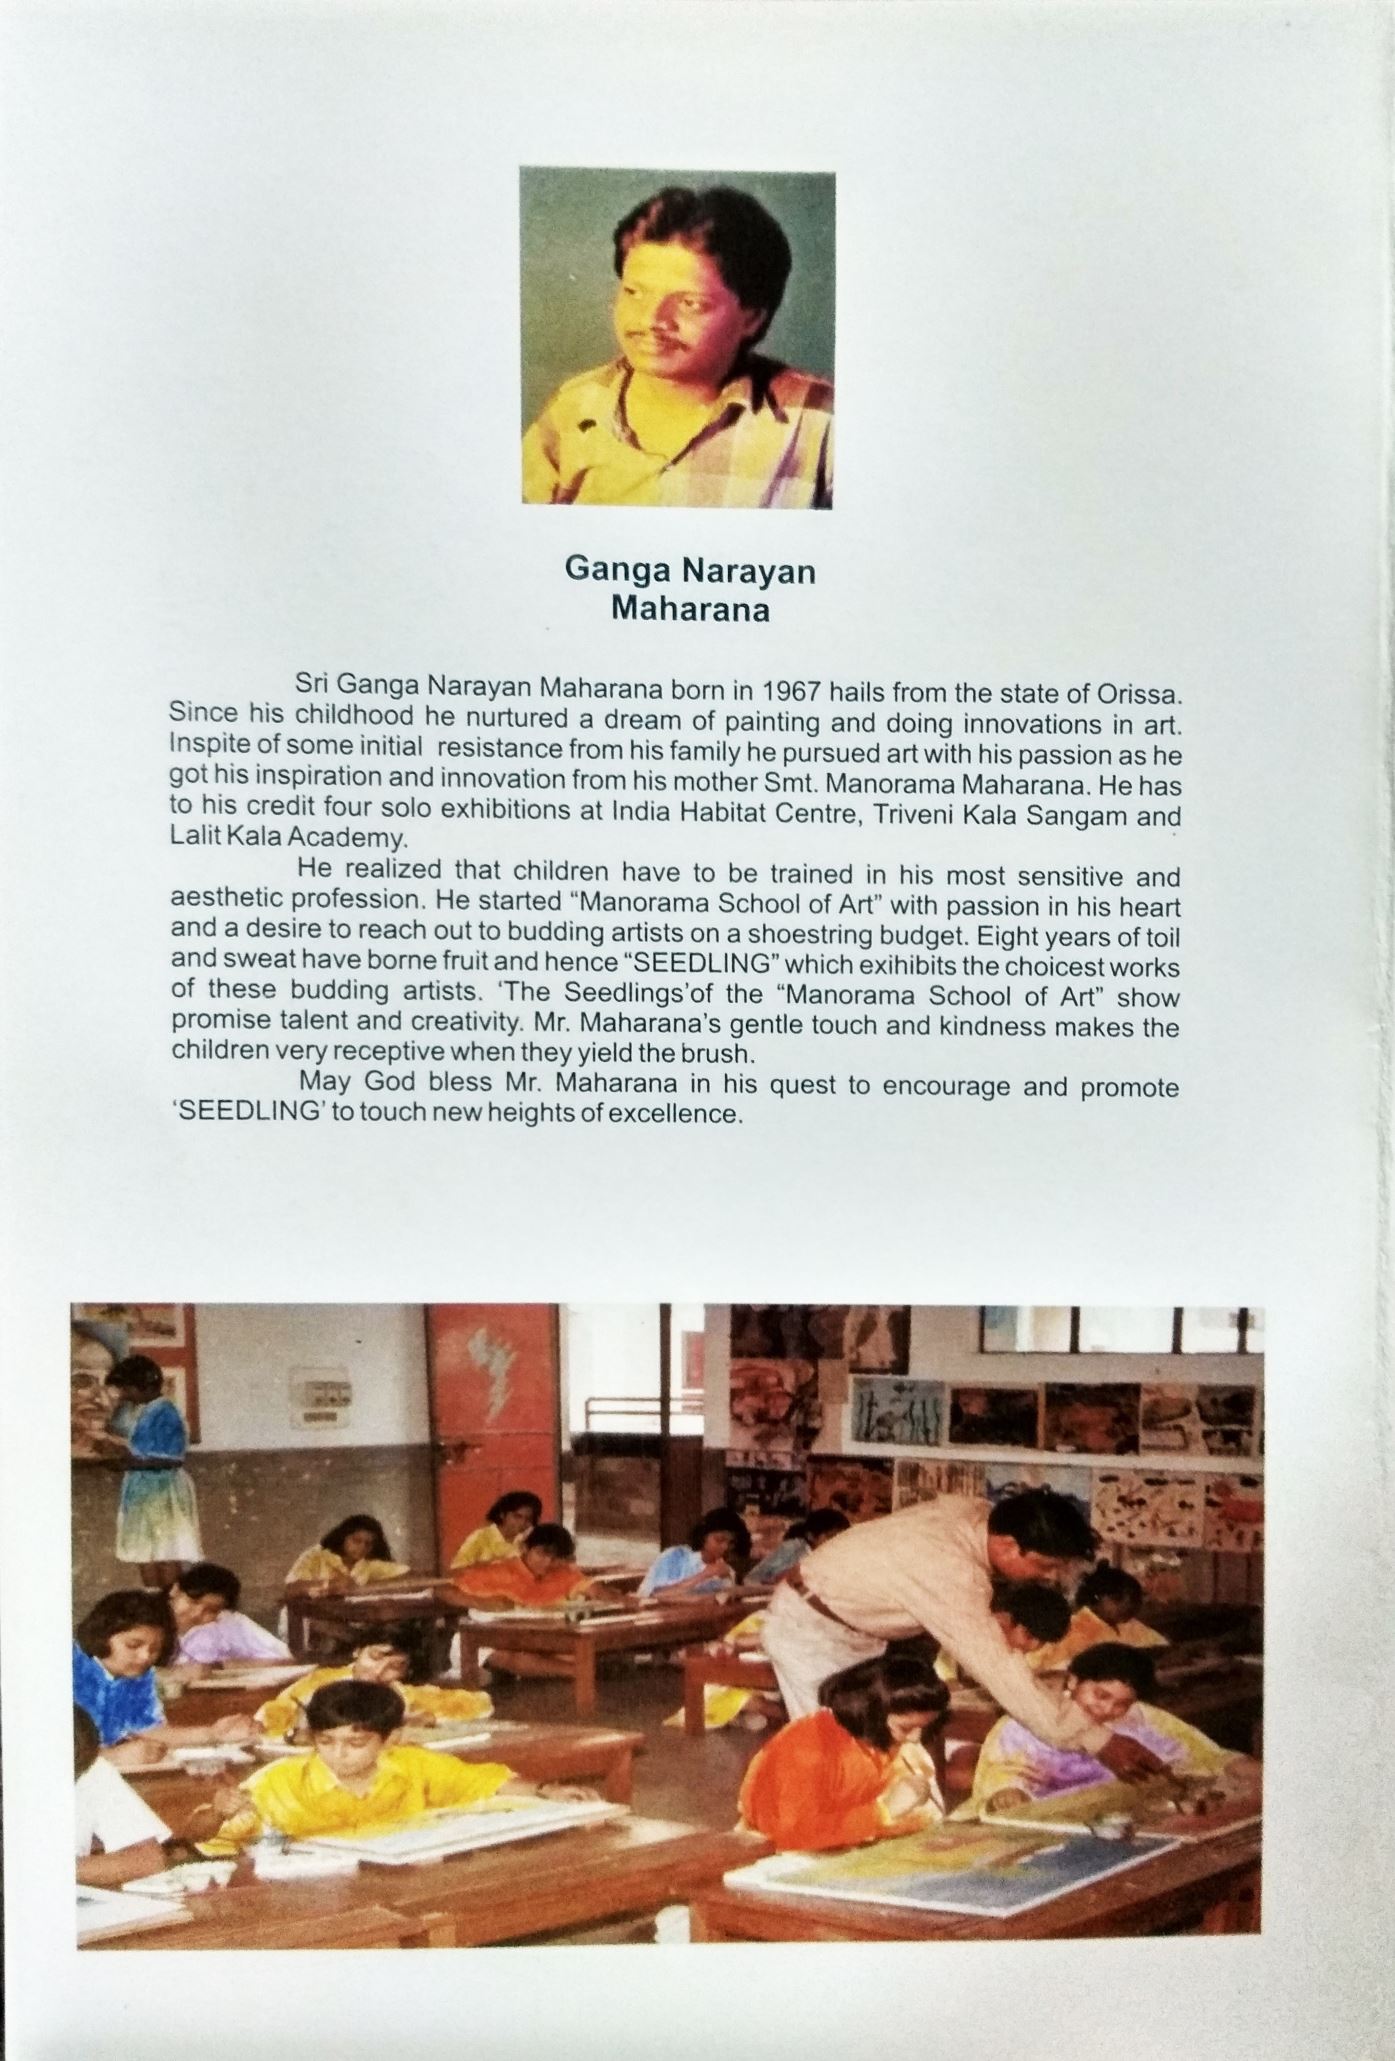 Ganga Narayan
Maharana
Sri Ganga Narayan Maharana born in 1967 hails from the state of Orissa.
Since his childhood he nurtured a dream of painting and doing innovations in art.
Inspite of some initial resistance from his family he pursued art with his passion as he
got his inspiration and innovation from his mother Smt. Manorama Maharana. He has
to his credit four solo exhibitions at India Habitat Centre, Triveni Kala Sangam and
Lalit Kala Academy.
He realized that children have to be trained in his most sensitive and
aesthetic profession. He started “Manorama School of Art” with passion in his heart
and a desire to reach out to budding artists on a shoestring budget. Eight years of toil
and sweat have borne fruit and hence “SEEDLING” which exihibits the choicest works
of these budding artists. ‘The Seedlings’of the “Manorama School of Art” show
promise talent and creativity. Mr. Maharana’s gentle touch and kindness makes the
children very receptive when they yield the brush.
May God bless Mr. Maharana in his quest to encourage and promote
‘SEEDLING’ to touch new heights of excellence.